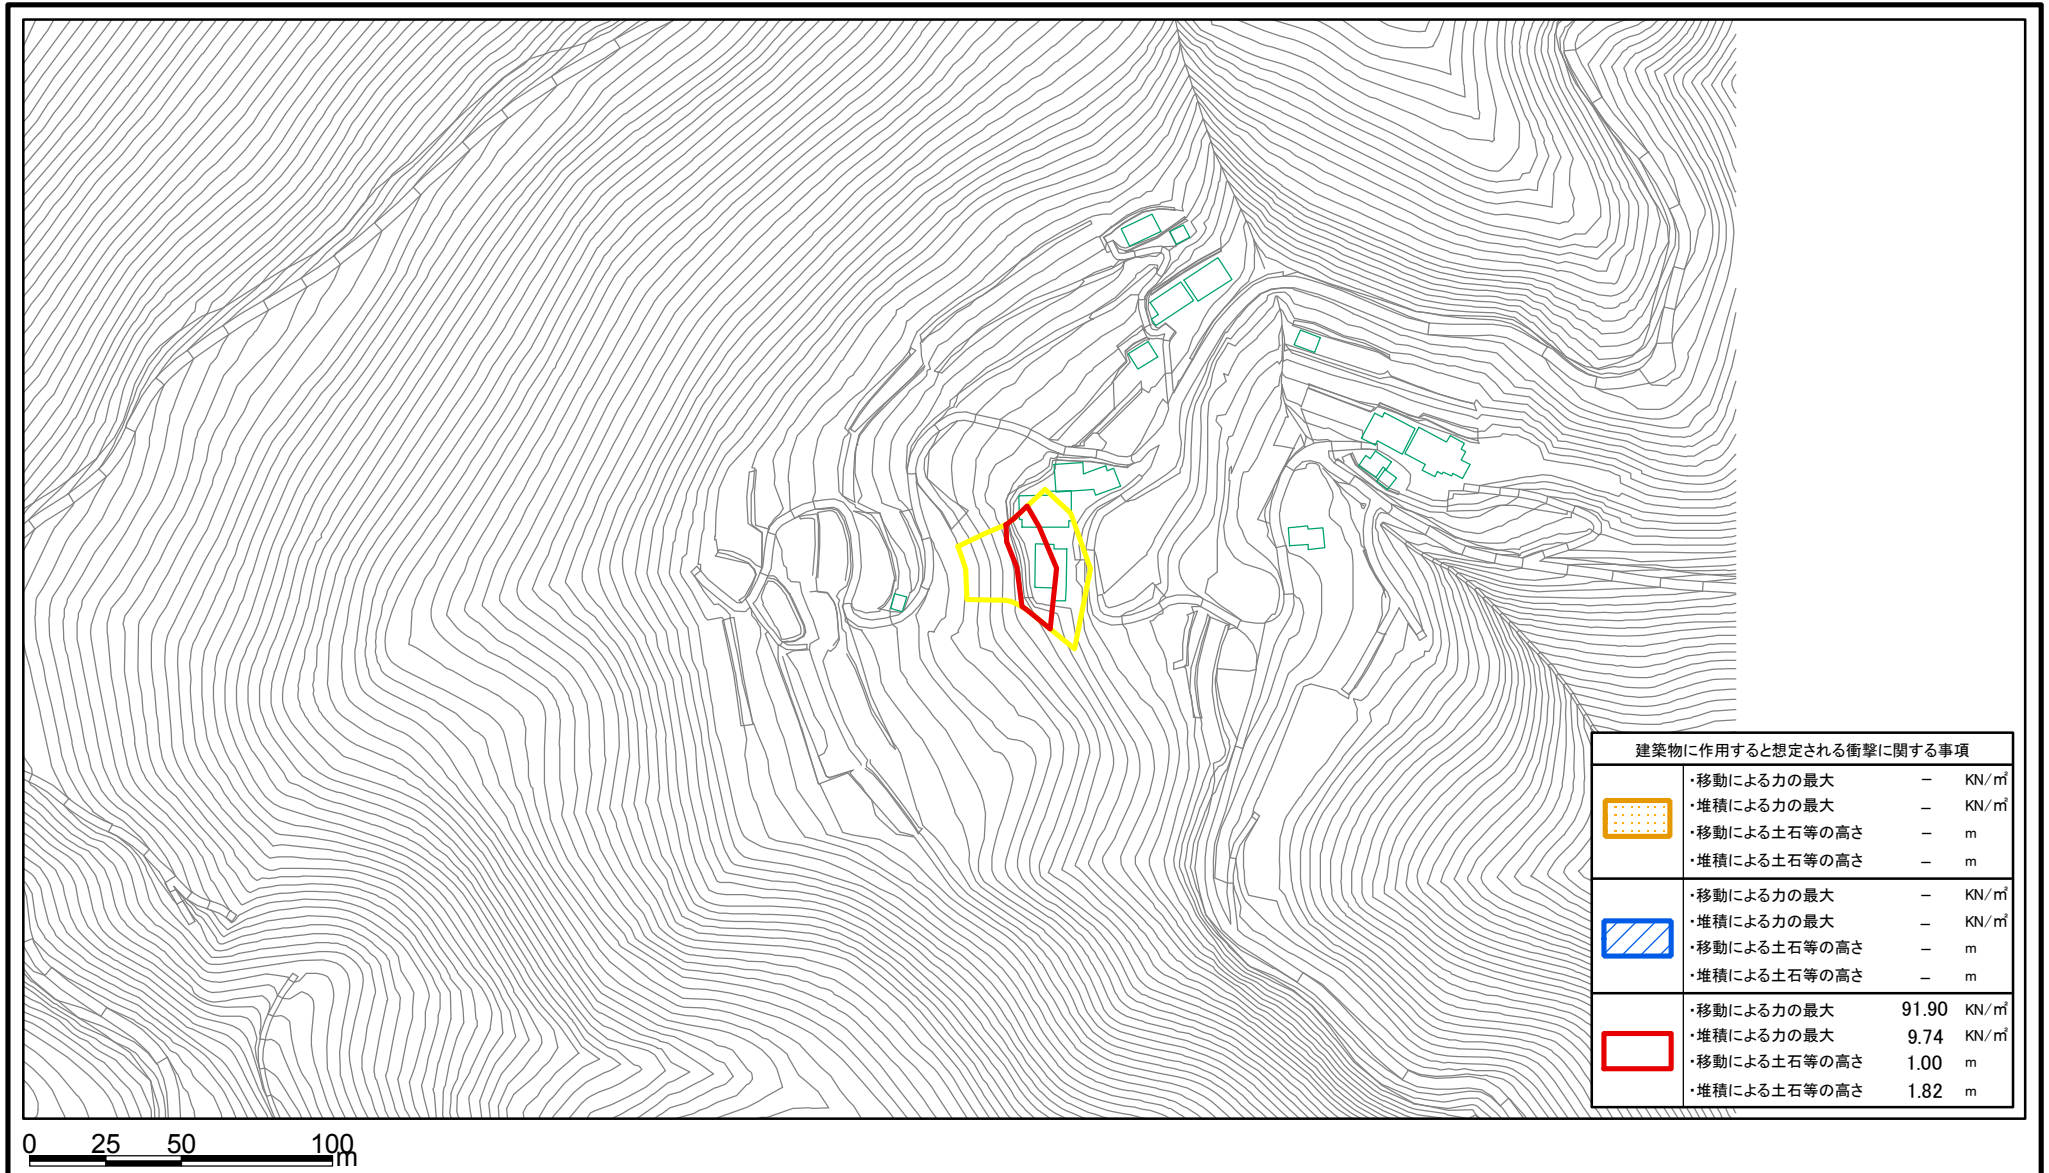 建築物に作用すると想定される衝撃に関する事項
・移動による力の最大 － KN/㎡
・堆積による力の最大 － KN/㎡
・移動による土石等の高さ － m
・堆積による土石等の高さ － m
・移動による力の最大 － KN/㎡
・堆積による力の最大 － KN/㎡
・移動による土石等の高さ － m
・堆積による土石等の高さ － m
・移動による力の最大 91.90 KN/㎡
・堆積による力の最大 9.74 KN/㎡
・移動による土石等の高さ 1.00 m
・堆積による土石等の高さ 1.82 m
0 25 50 100
m